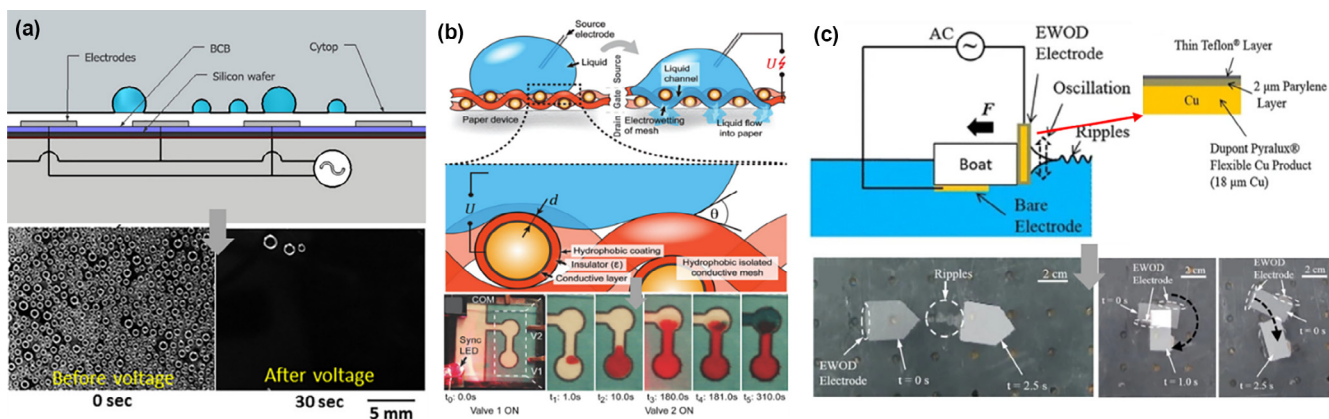 (a)
Electrodes
BCB
Silicon wafer
Cytop
Before voltage
0 sec
After voltage
30 sec
5 mm
(b)
Source
electrode
Liquid
Paper device
Drain Gate Source
Liquid
channel
Electrowetting
of mesh
Liquid flow
into paper
U
U
d
θ
Hydrophobic coating
Insulator (ε)
Conductive layer
Hydrophobic isolated
conductive mesh
COM
Sync
LED
V2
V1
t₀: 0.0s
t₁: 1.0s
t₂: 10.0s
t₃: 180.0s
t₄: 181.0s
t₅: 310.0s
Valve 1 ON
Valve 2 ON
(c)
AC
EWOD
Electrode
Oscillation
Ripples
F
Boat
Bare
Electrode
Thin Teflon® Layer
2 μm Parylene
Layer
Cu
Dupont Pyralux®
Flexible Cu Product
(18 μm Cu)
Ripples
2 cm
EWOD
Electrode
t = 0 s
t = 2.5 s
EWOD
Electrode
2 cm
t = 0 s
t = 1.0 s
EWOD
Electrode
2 cm
t = 0 s
t = 2.5 s